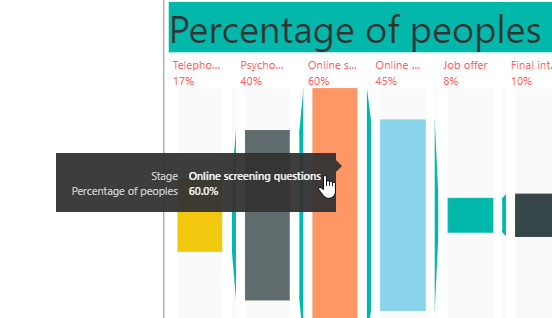 Percentage of peoples
Telepho... Psycho... Online s... Online ... Job offer Final int...
17% 40% 60% 45% 8% 10%
Stage Online screening questions
Percentage of peoples 60.0%